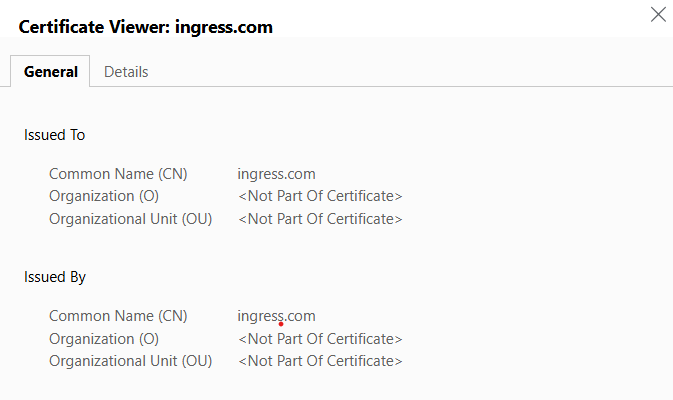 Certificate Viewer: ingress.com
General Details
Issued To
Common Name (CN) ingress.com
Organization (O) <Not Part Of Certificate>
Organizational Unit (OU) <Not Part Of Certificate>
Issued By
Common Name (CN) ingress.com
Organization (O) <Not Part Of Certificate>
Organizational Unit (OU) <Not Part Of Certificate>